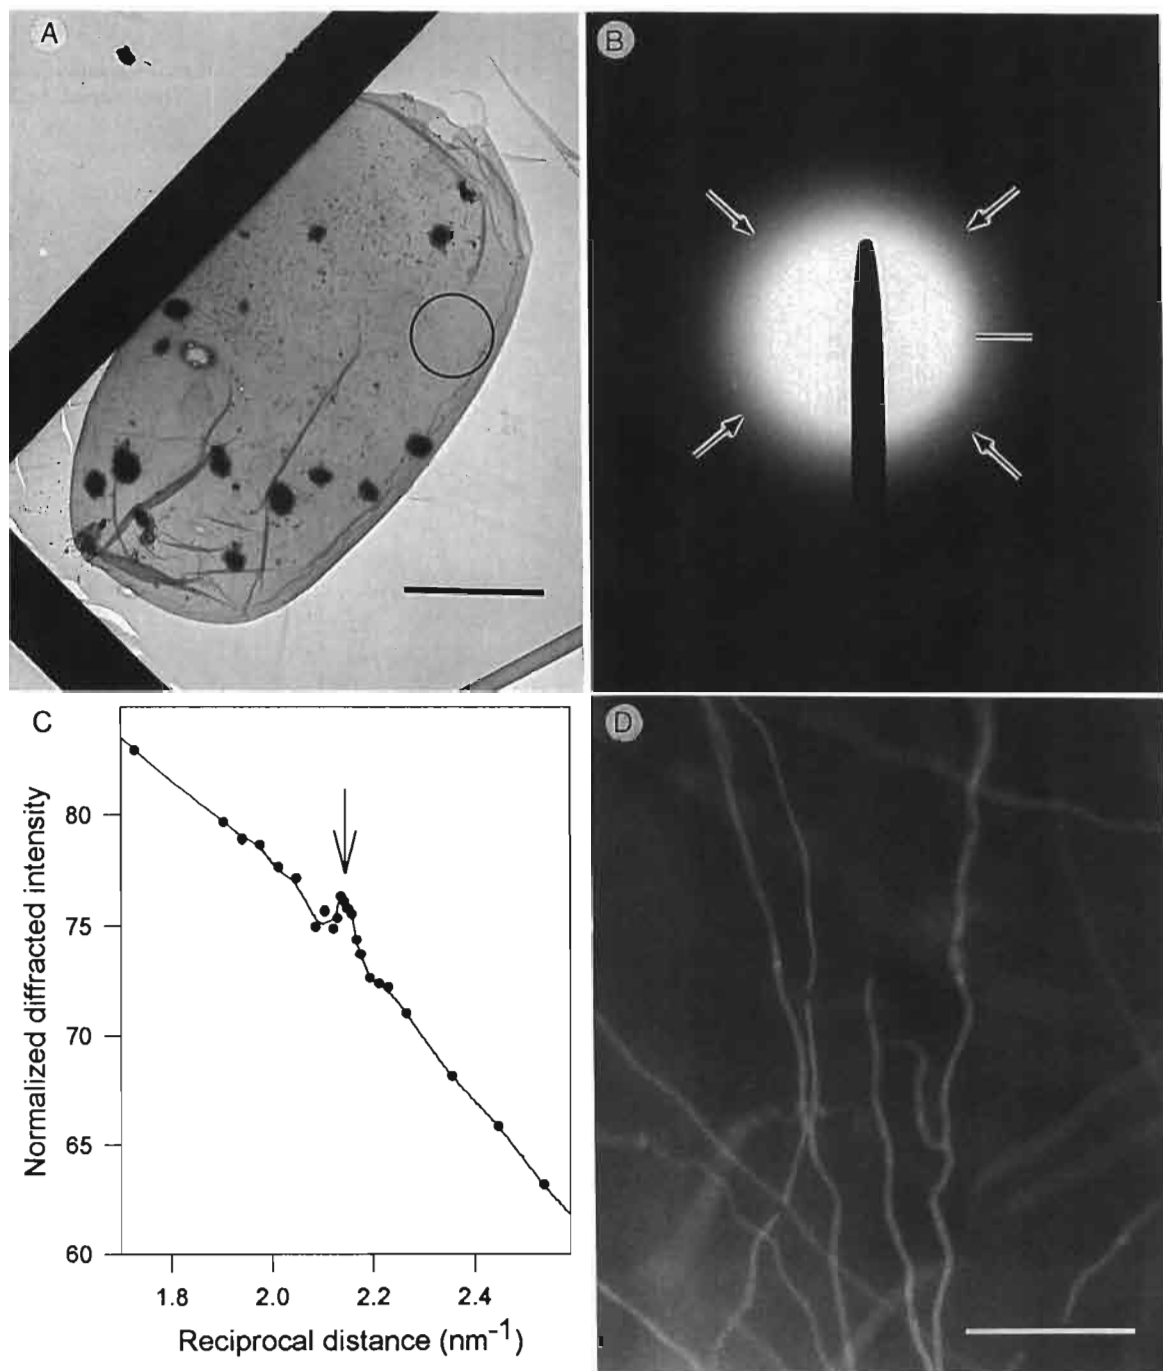 A
B
C
Normalized diffracted intensity
80
75
70
65
60
1.8
2.0
2.2
2.4
Reciprocal distance (nm-1)
D